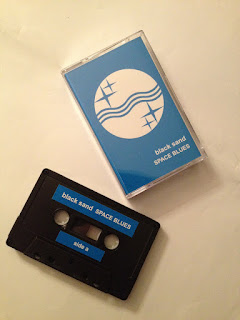 black sand
SPACE BLUES
black sand SPACE BLUES
side a